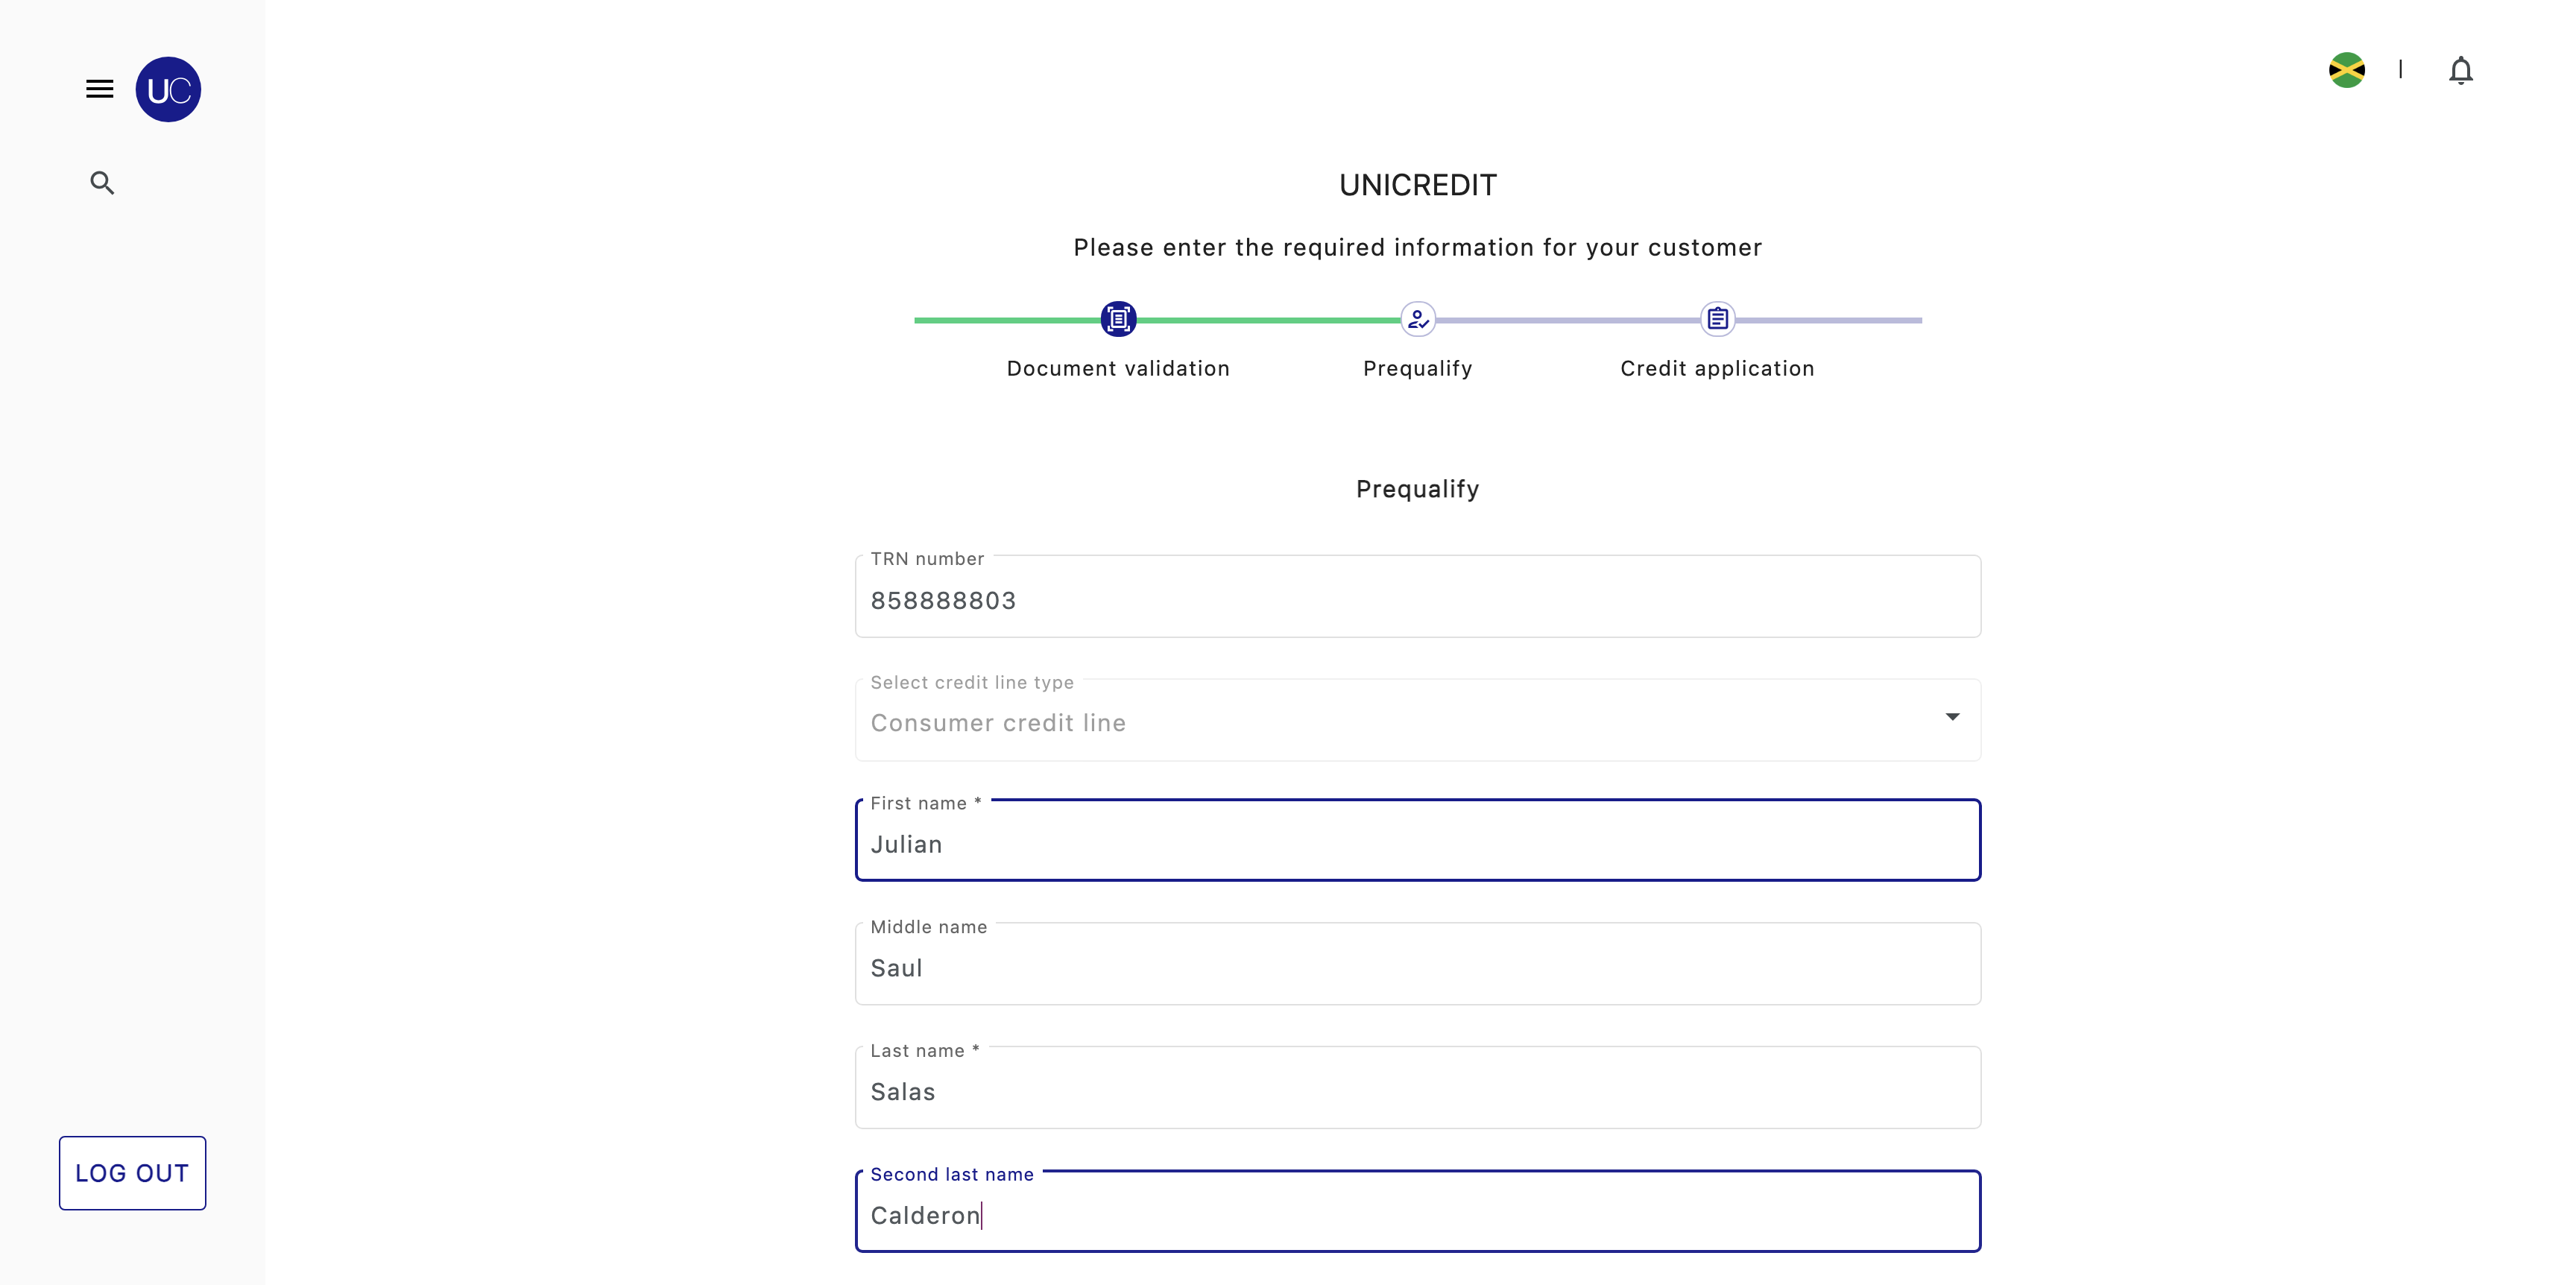 UC
UNICREDIT
Please enter the required information for your customer
Document validation
Prequalify
Credit application
Prequalify
TRN number
858888803
Select credit line type
Consumer credit line
First name *
Julian
Middle name
Saul
Last name *
Salas
Second last name
Calderon
LOG OUT